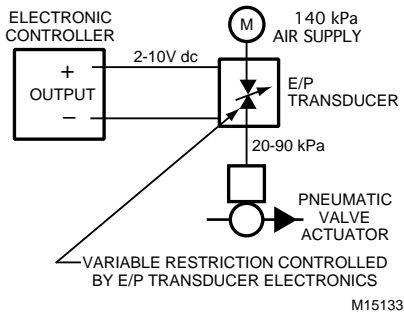 ELECTRONIC
CONTROLLER
+
OUTPUT
–
2-10V dc
M
140 kPa
AIR SUPPLY
E/P
TRANSDUCER
20-90 kPa
PNEUMATIC
VALVE
ACTUATOR
VARIABLE RESTRICTION CONTROLLED
BY E/P TRANSDUCER ELECTRONICS
M15133